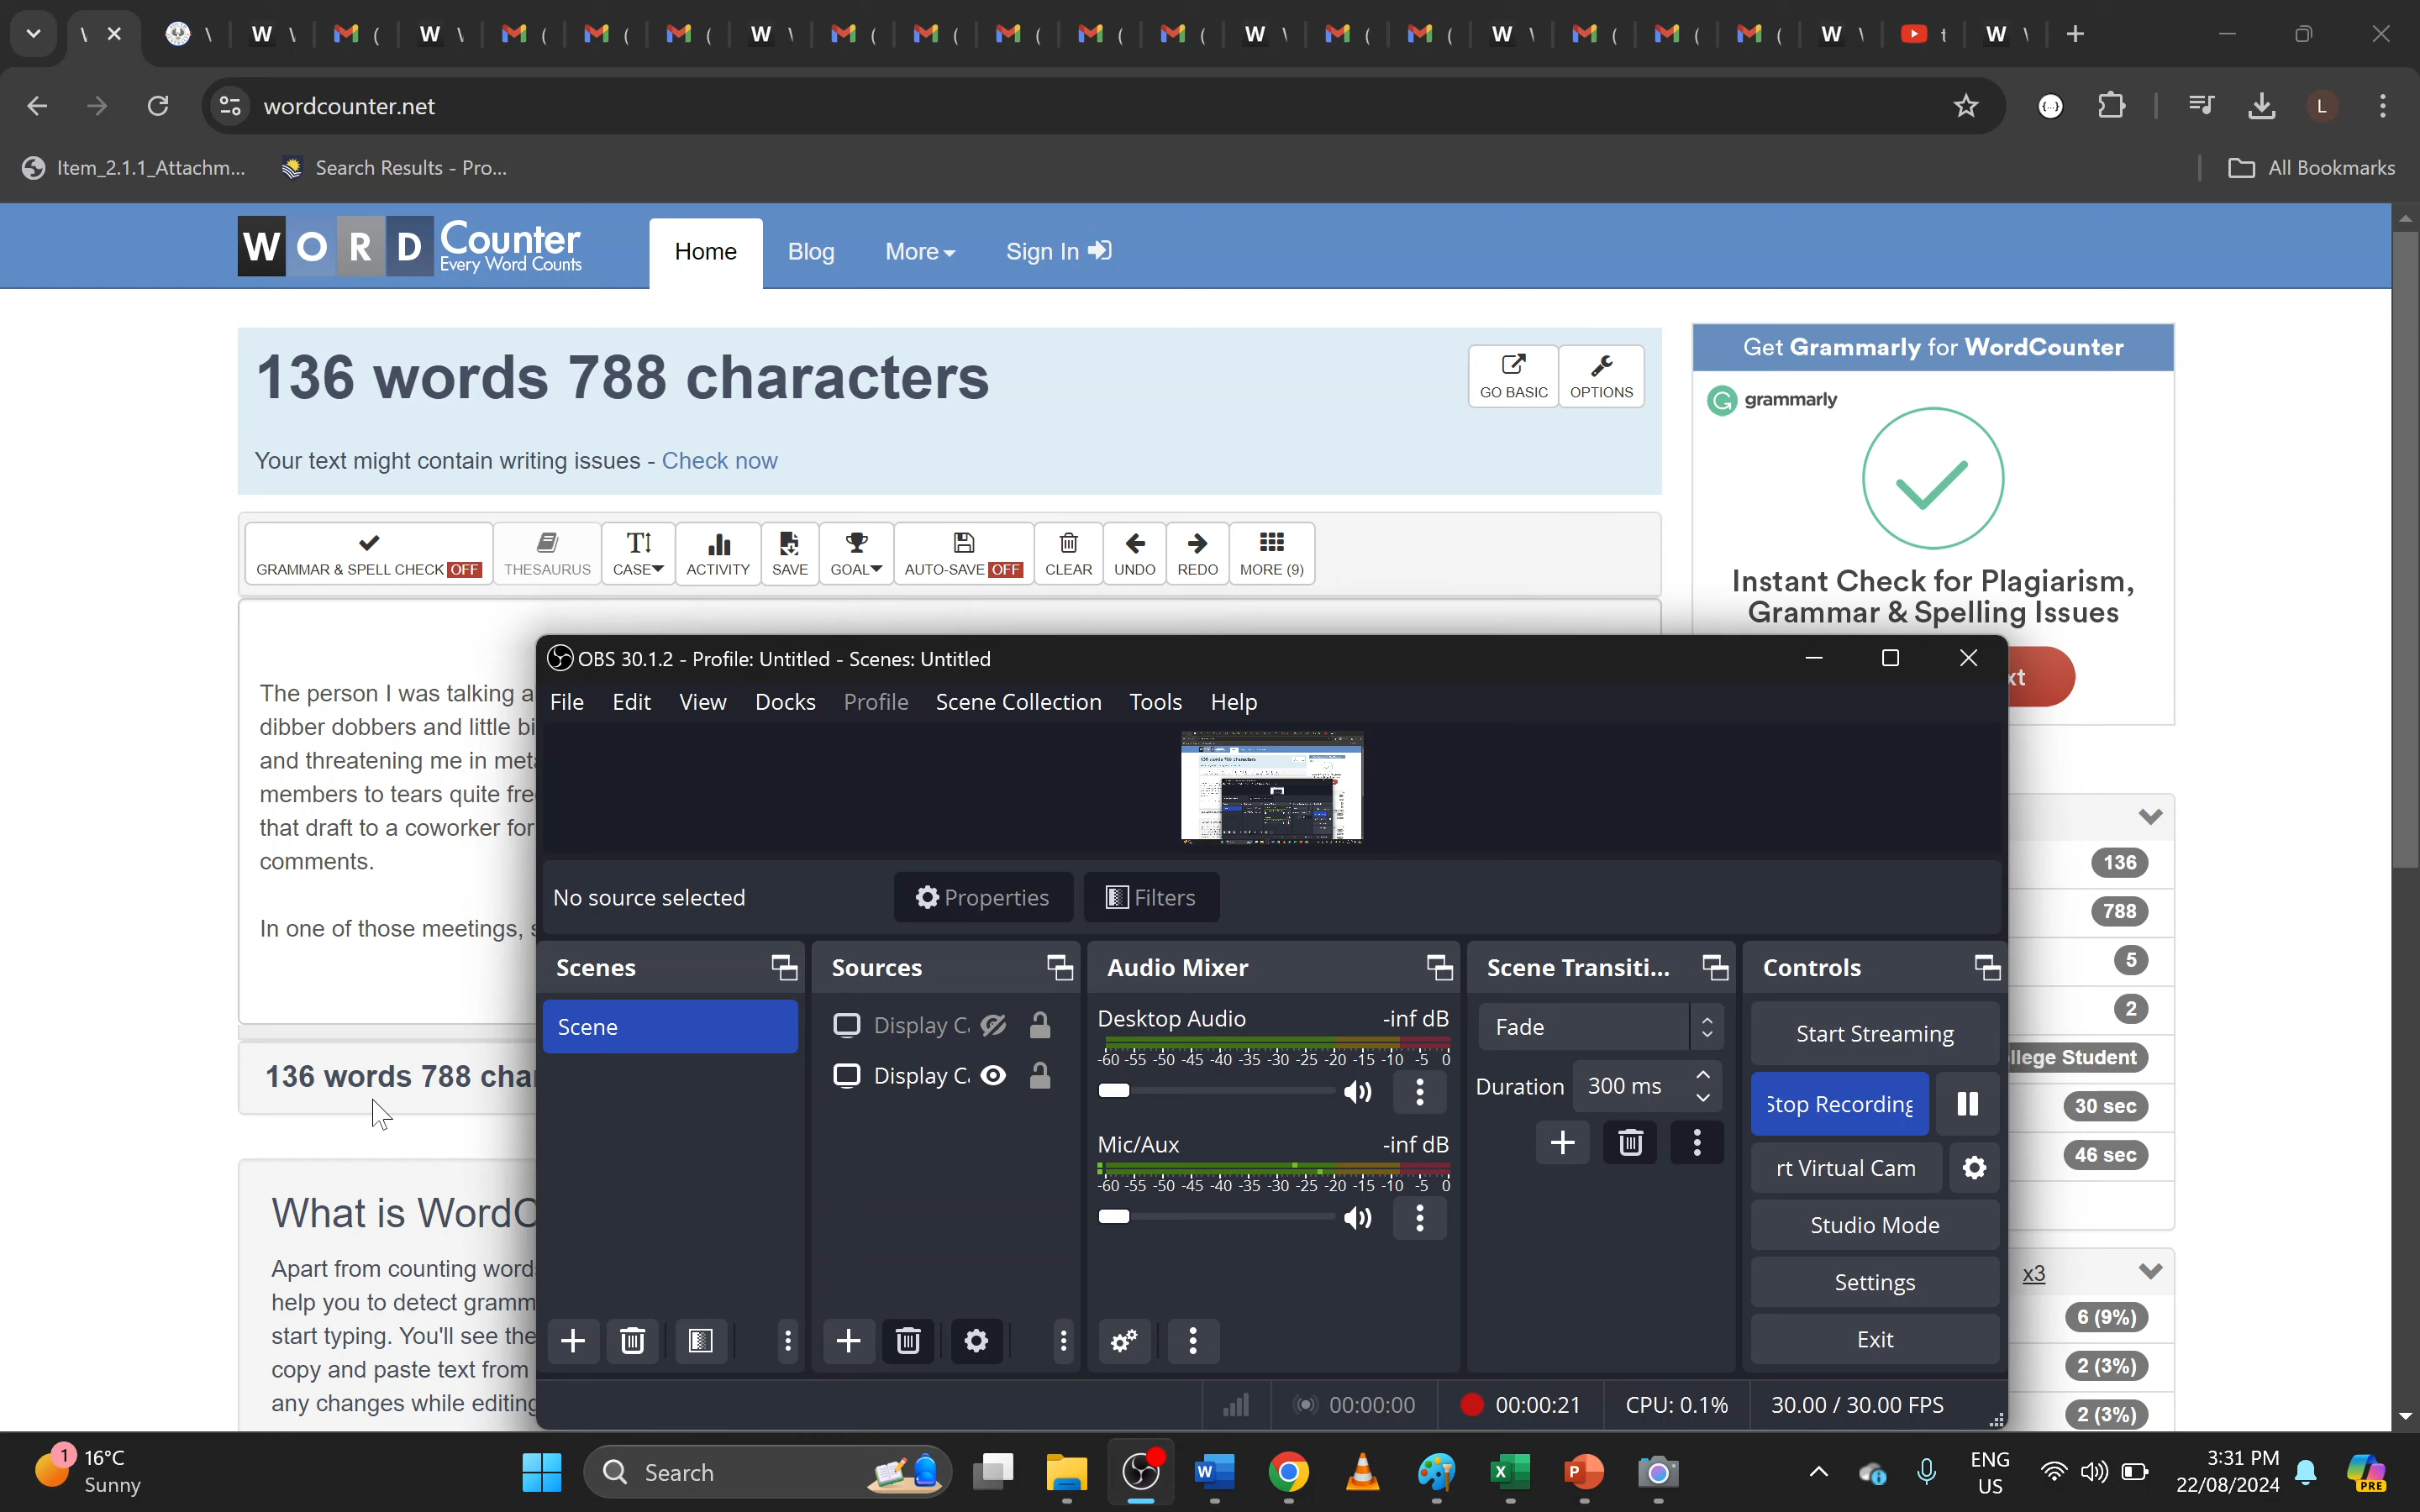 wordcounter.net
Item_2.1.1_Attachm...
Search Results - Pro...
All Bookmarks
WORD Counter
Every Word Counts
Home
Blog
More
Sign In
136 words 788 characters
GO BASIC
OPTIONS
Your text might contain writing issues - Check now
GRAMMAR & SPELL CHECK OFF
THESAURUS
CASE
ACTIVITY
SAVE
GOAL
AUTO-SAVE OFF
CLEAR
UNDO
REDO
MORE (9)
Get Grammarly for WordCounter
grammarly
Instant Check for Plagiarism,
Grammar & Spelling Issues
xt
The person I was talking a
dibber dobbers and little bi
and threatening me in meta
members to tears quite fre
that draft to a coworker for
comments.
In one of those meetings, s
136 words 788 cha
What is WordC
Apart from counting words
help you to detect gramm
start typing. You'll see the
copy and paste text from
any changes while editing
OBS 30.1.2 - Profile: Untitled - Scenes: Untitled
File
Edit
View
Docks
Profile
Scene Collection
Tools
Help
No source selected
Properties
Filters
Scenes
Scene
Sources
Display Ca
Display Ca
Audio Mixer
Desktop Audio
-inf dB
-60 -55 -50 -45 -40 -35 -30 -25 -20 -15 -10 -5 0
Mic/Aux
-inf dB
-60 -55 -50 -45 -40 -35 -30 -25 -20 -15 -10 -5 0
Scene Transiti...
Fade
Duration
300 ms
Controls
Start Streaming
Stop Recording
rt Virtual Cam
Studio Mode
Settings
Exit
00:00:00
00:00:21
CPU: 0.1%
30.00 / 30.00 FPS
136
788
5
2
llege Student
30 sec
46 sec
x3
6 (9%)
2 (3%)
2 (3%)
1
16°C
Sunny
Search
ENG
US
3:31 PM
22/08/2024
PRE
L